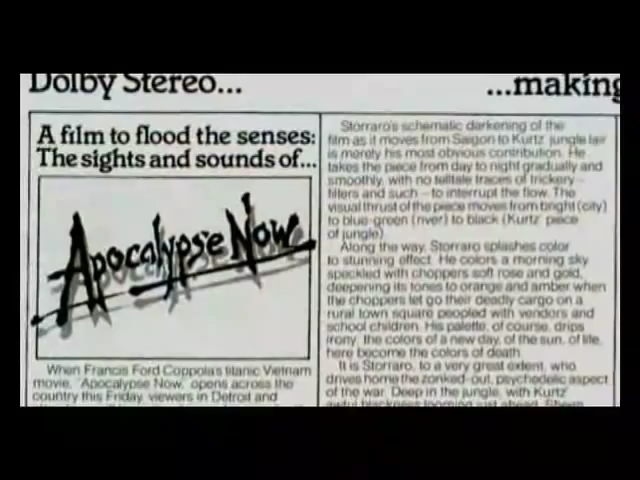 Dolby Stereo...
...making
A film to flood the senses:
The sights and sounds of...
Apocalypse Now
When Francis Ford Coppola's titanic Vietnam
movie, "Apocalypse Now," opens across
the country this Friday, viewers in Detroit and
Storraro's schematic darkening of the
film as it moves from Saigon to Kurtz' jungle lair
is merely his most obvious contribution. He
takes the piece from day to night gradually and
smoothly, with no telltale traces of trickery –
filters and such – to interrupt the flow. The
visual thrust of the piece moves from bright (city)
to blue-green (river) to black (Kurtz' piece
of jungle).
Along the way, Storraro splashes color
to stunning effect. He colors a morning sky
speckled with choppers soft rose and gold,
deepening its tones to orange and amber when
the choppers let go their deadly cargo on a
rural town square peopled with vendors and
school children. His palette, of course, drips
irony: the colors of a new day, of the sun, of life,
here become the colors of death.
It is Storraro, to a very great extent, who
drives home the zonked-out, psychedelic aspect
of the war. Deep in the jungle, with Kurtz'
awful blackness looming just ahead, Sheen